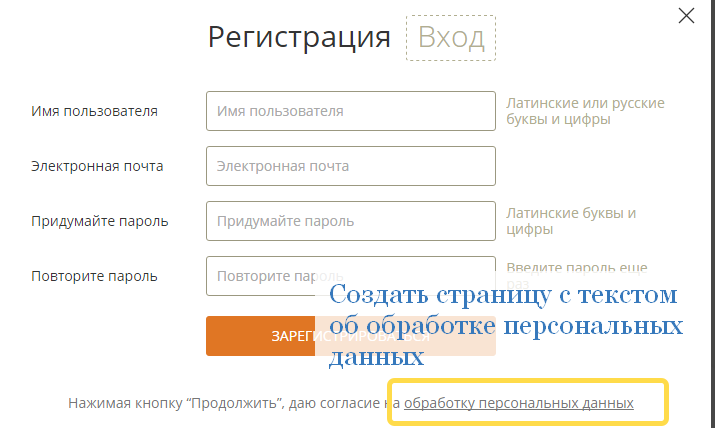 Регистрация Вход
Имя пользователя Имя пользователя Латинские или русские
буквы и цифры
Электронная почта Электронная почта
Придумайте пароль Придумайте пароль Латинские буквы и
цифры
Повторите пароль Повторите пароль Введите пароль еще
раз
Создать страницу с текстом
об обработке персональных
данных
ЗАРЕГИСТРИРОВАТЬСЯ
Нажимая кнопку “Продолжить”, даю согласие на обработку персональных данных